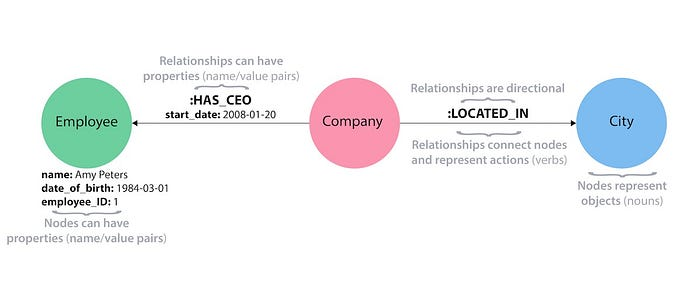 Relationships can have
properties (name/value pairs)
:HAS_CEO
start_date: 2008-01-20
Employee
name: Amy Peters
date_of_birth: 1984-03-01
employee_ID: 1
Nodes can have
properties (name/value pairs)
Company
Relationships are directional
:LOCATED_IN
Relationships connect nodes
and represent actions (verbs)
City
Nodes represent
objects (nouns)